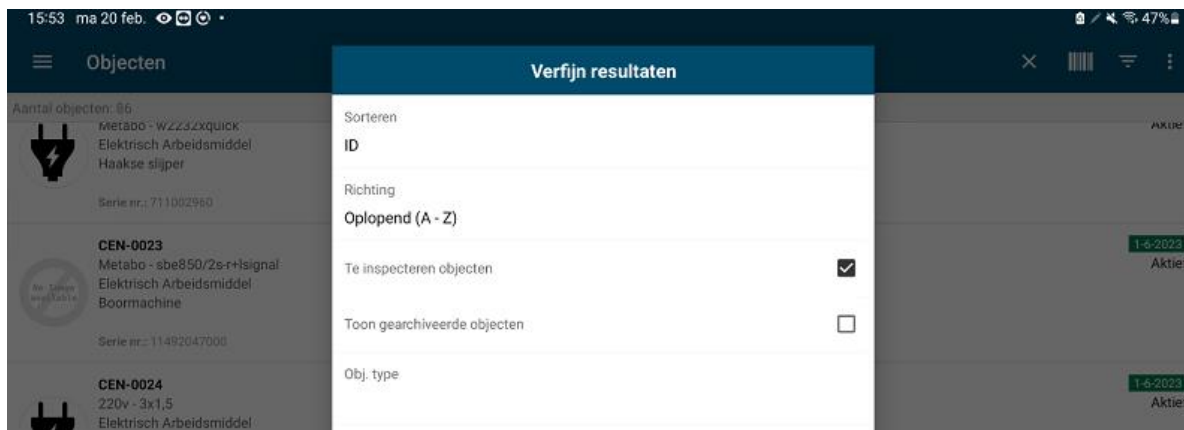 15:53 ma 20 feb.
47%
Objecten
Verfijn resultaten
Aantal objecten: 86
Metabo - w2232xquick
Elektrisch Arbeidsmiddel
Haakse slijper
Serie nr.: 711002960
Sorteren
ID
Richting
Oplopend (A - Z)
CEN-0023
1-6-2023
Metabo - sbe850/2s-r+lsignal
Aktie
Elektrisch Arbeidsmiddel
Boormachine
Serie nr.: 11492047000
Te inspecteren objecten
Toon gearchiveerde objecten
Obj. type
CEN-0024
1-6-2023
220v - 3x1,5
Aktie
Elektrisch Arbeidsmiddel